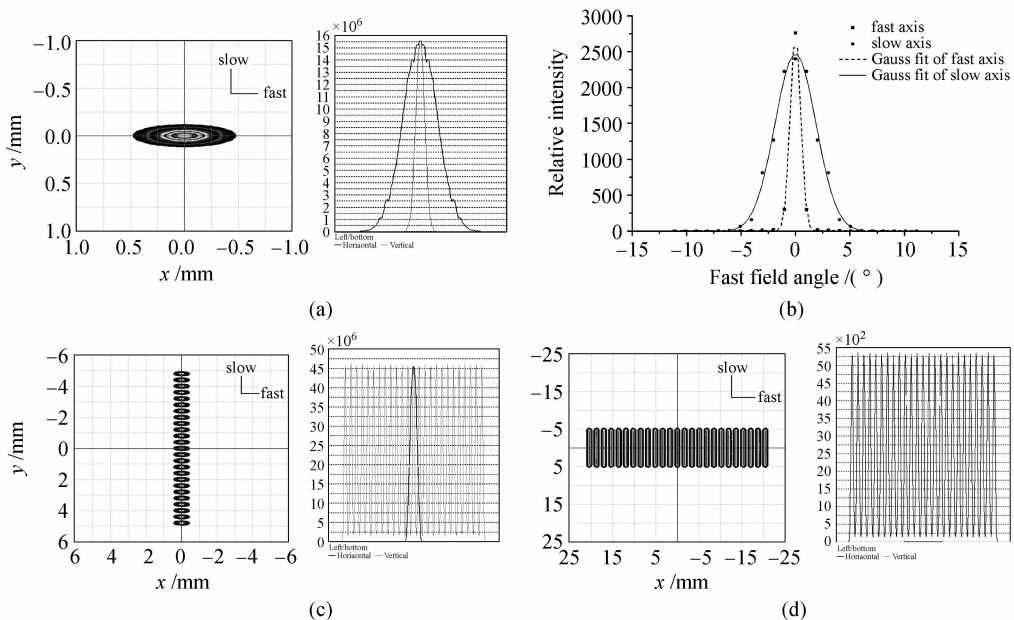 ×10⁶
−1.0
−0.5
0.0
0.5
1.0
y /mm
slow
fast
1.0 0.5 0.0 −0.5 −1.0
x /mm
16
15
14
13
12
11
10
9
8
7
6
5
4
3
2
1
0
Left/bottom
Horiaontal Vertical
(a)
3000
2500
2000
1500
1000
500
0
Relative intensity
fast axis
slow axis
Gauss fit of fast axis
Gauss fit of slow axis
−15 −10 −5 0 5 10 15
Fast field angle /( ° )
(b)
×10⁶
−6
−4
−2
0
2
4
6
y /mm
slow
fast
6 4 2 0 −2 −4 −6
x /mm
50
45
40
35
30
25
20
15
10
5
0
Left/bottom
Horiaontal Vertical
(c)
×10²
−25
−15
−5
5
15
25
slow
fast
25 15 5 −5 −15 −25
x /mm
55
50
45
40
35
300
25
20
15
10
5
0
Left/bottom
Horiaontal Vertical
(d)